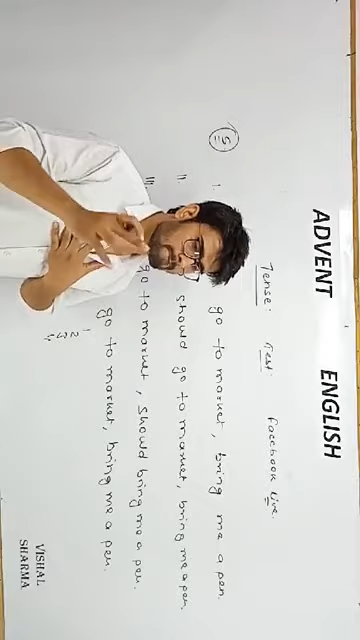 ADVENT ENGLISH
Tense: Test: Facebook live.
(5) I. go to market, bring me a pen.
II. should go to market, bring me a pen.
III. go to market, should bring me a pen.
go to market, bring me a pen.
1
2
3
4
VISHAL
SHARMA